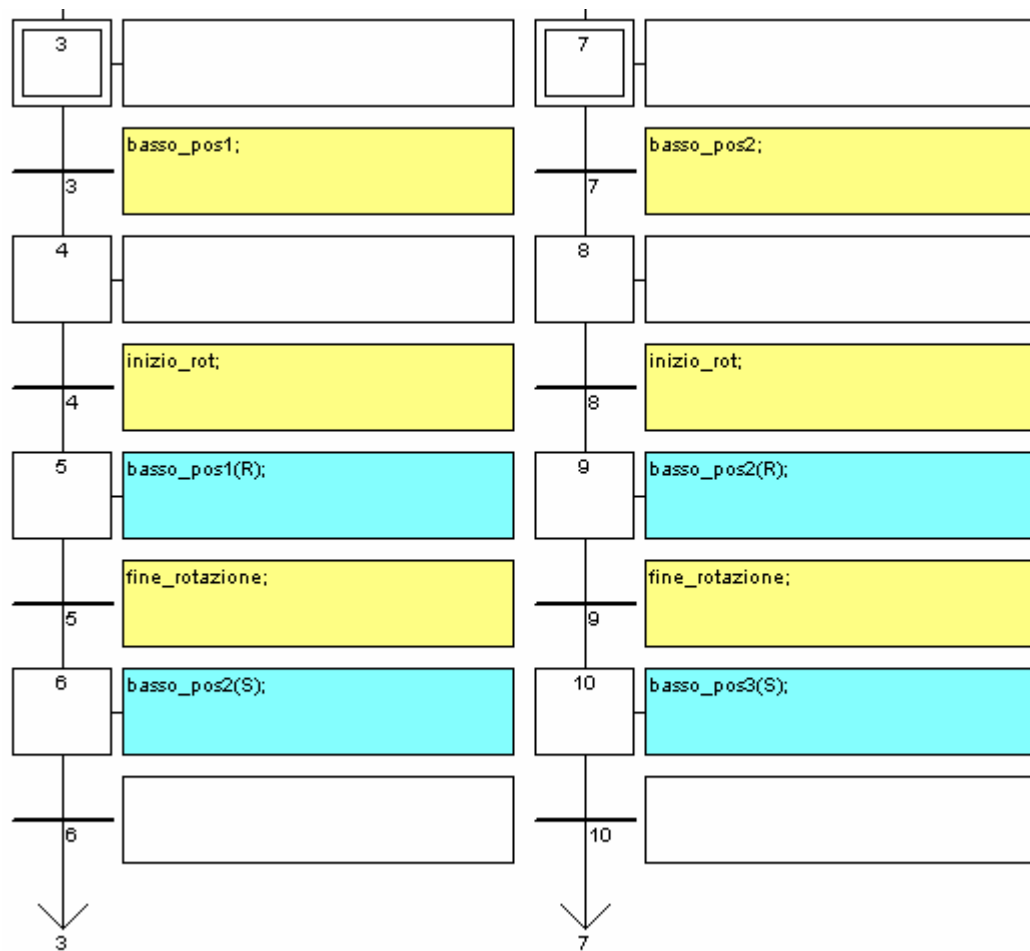 3
basso_pos1;
3
4
inizio_rot;
4
5
basso_pos1(R);
fine_rotazione;
5
6
basso_pos2(S);
6
3
7
basso_pos2;
7
8
inizio_rot;
8
9
basso_pos2(R);
fine_rotazione;
9
10
basso_pos3(S);
10
7